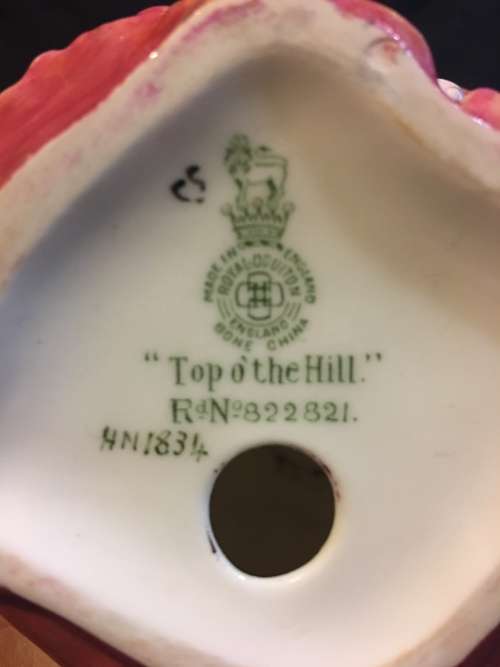 MADE IN ENGLAND
ROYAL·DOULTON
ENGLAND
BONE CHINA
"Top o'the Hill."
RdNo822821.
HN1834